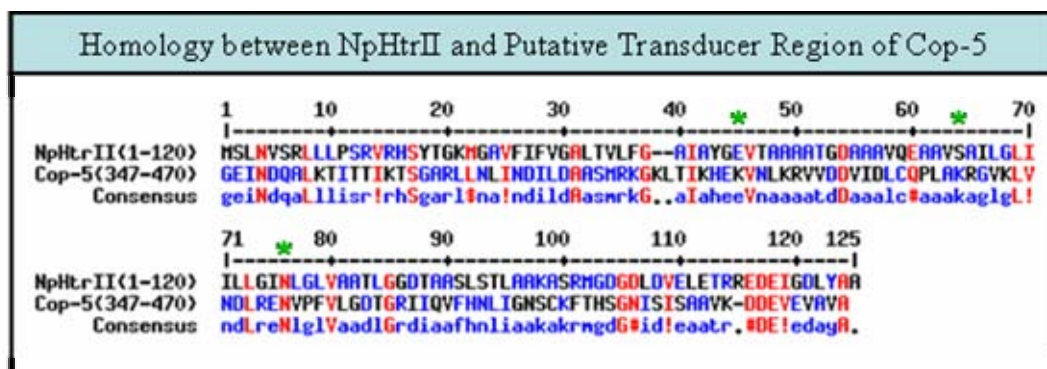 Homology between NpHtrII and Putative Transducer Region of Cop-5
1 10 20 30 40 * 50 60 * 70
|--------+---------+---------+---------+---------+---------+---------|
NpHtrII(1-120) MSLNVSRLLLPSRVRHSYTGKMGAVFIFVGALTVLFG--AIAYGEVTAAAATGDAAAVQEAAVSAILGLI
Cop-5(347-470) GEINDQALKTITTIKTSGARLLNLINDILDAASMRKGKLTIKHEKVNLKRVVDDVIDLCQPLAKRGVKLV
Consensus geiNdqaLllisr!rhSgarl$na!ndildAasmrkG..aIaheeVnaaaatdDaaalc#aaakaglgL!
71 * 80 90 100 110 120 125
|--------+---------+---------+---------+---------+----|
NpHtrII(1-120) ILLGINLGLVAATLGGDTAASLSTLAAKASRMGDGDLDVELETRREDEIGDLYAA
Cop-5(347-470) NDLRENVPFVLGDTGRIIQVFHNLIGNSCKFTHSGNISISAAVK-DDEVEVAVA
Consensus ndLreNlglVaadlGrdiaafhnliaakakrmgdG#id!eaatr.#DE!edayA.